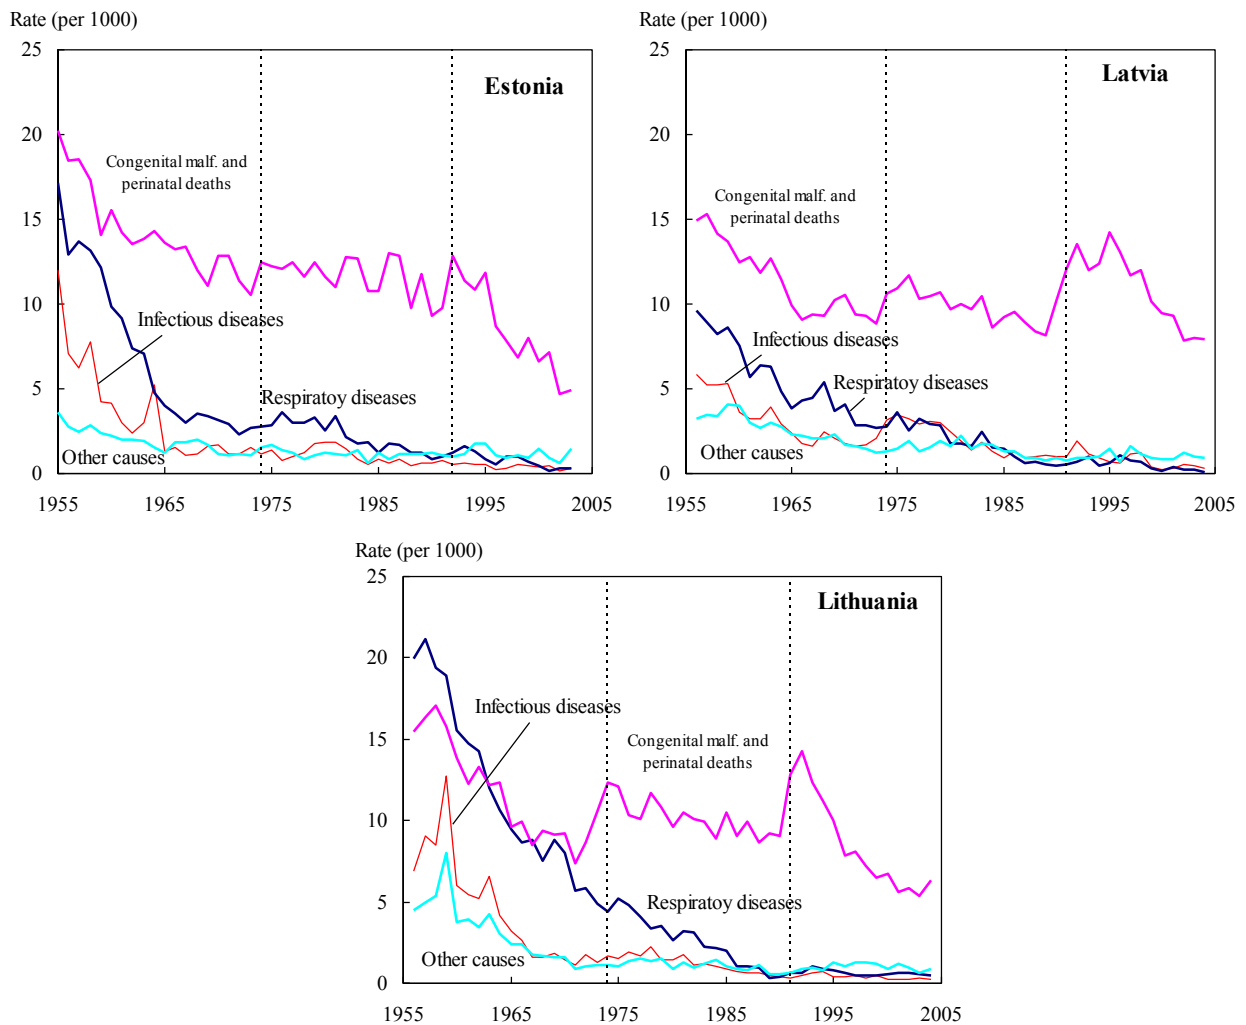 Rate (per 1000)
25
20
15
10
5
0
Estonia
Congenital malf. and
perinatal deaths
Infectious diseases
Respiratoy diseases
Other causes
1955
1965
1975
1985
1995
2005
Rate (per 1000)
25
20
15
10
5
0
Latvia
Congenital malf. and
perinatal deaths
Infectious diseases
Respiratoy diseases
Other causes
1955
1965
1975
1985
1995
2005
Rate (per 1000)
25
20
15
10
5
0
Lithuania
Infectious diseases
Congenital malf. and
perinatal deaths
Respiratoy diseases
Other causes
1955
1965
1975
1985
1995
2005